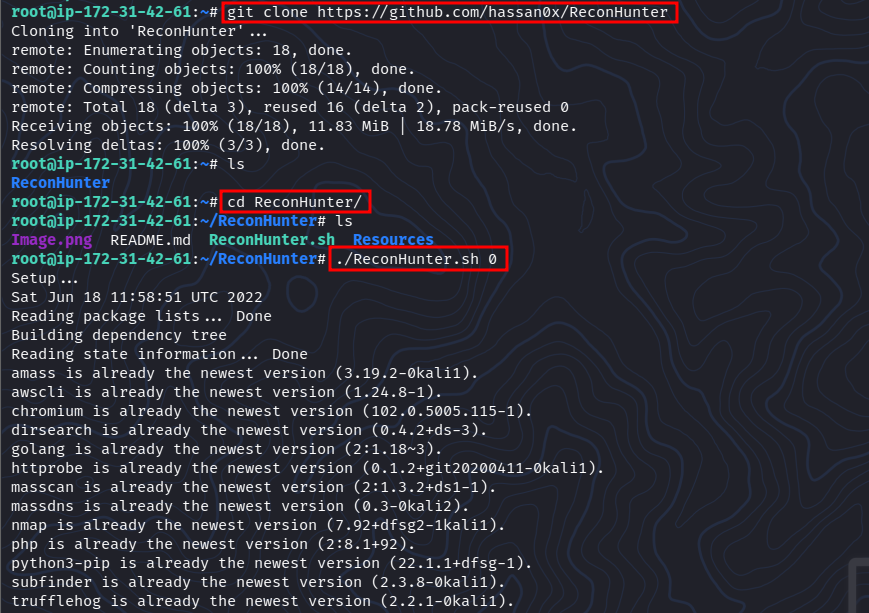 root@ip-172-31-42-61:~# git clone https://github.com/hassan0x/ReconHunter
Cloning into 'ReconHunter'...
remote: Enumerating objects: 18, done.
remote: Counting objects: 100% (18/18), done.
remote: Compressing objects: 100% (14/14), done.
remote: Total 18 (delta 3), reused 16 (delta 2), pack-reused 0
Receiving objects: 100% (18/18), 11.83 MiB | 18.78 MiB/s, done.
Resolving deltas: 100% (3/3), done.
root@ip-172-31-42-61:~# ls
ReconHunter
root@ip-172-31-42-61:~# cd ReconHunter/
root@ip-172-31-42-61:~/ReconHunter# ls
Image.png  README.md  ReconHunter.sh  Resources
root@ip-172-31-42-61:~/ReconHunter# ./ReconHunter.sh 0
Setup...
Sat Jun 18 11:58:51 UTC 2022
Reading package lists... Done
Building dependency tree
Reading state information... Done
amass is already the newest version (3.19.2-0kali1).
awscli is already the newest version (1.24.8-1).
chromium is already the newest version (102.0.5005.115-1).
dirsearch is already the newest version (0.4.2+ds-3).
golang is already the newest version (2:1.18~3).
httprobe is already the newest version (0.1.2+git20200411-0kali1).
masscan is already the newest version (2:1.3.2+ds1-1).
massdns is already the newest version (0.3-0kali2).
nmap is already the newest version (7.92+dfsg2-1kali1).
php is already the newest version (2:8.1+92).
python3-pip is already the newest version (22.1.1+dfsg-1).
subfinder is already the newest version (2.3.8-0kali1).
trufflehog is already the newest version (2.2.1-0kali1).